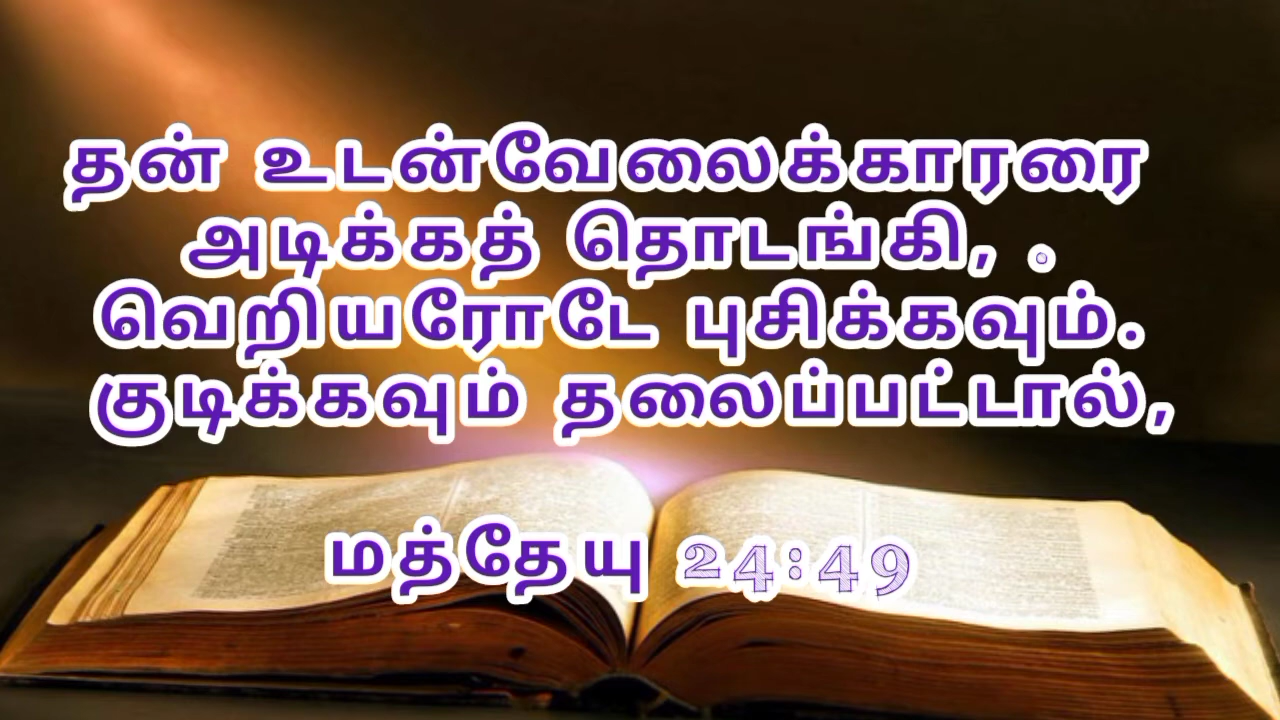 தன் உடன்வேலைக்காரரை
அடிக்கத் தொடங்கி, .
வெறியரோடே புசிக்கவும்.
குடிக்கவும் தலைப்பட்டால்,
மத்தேயு 24:49